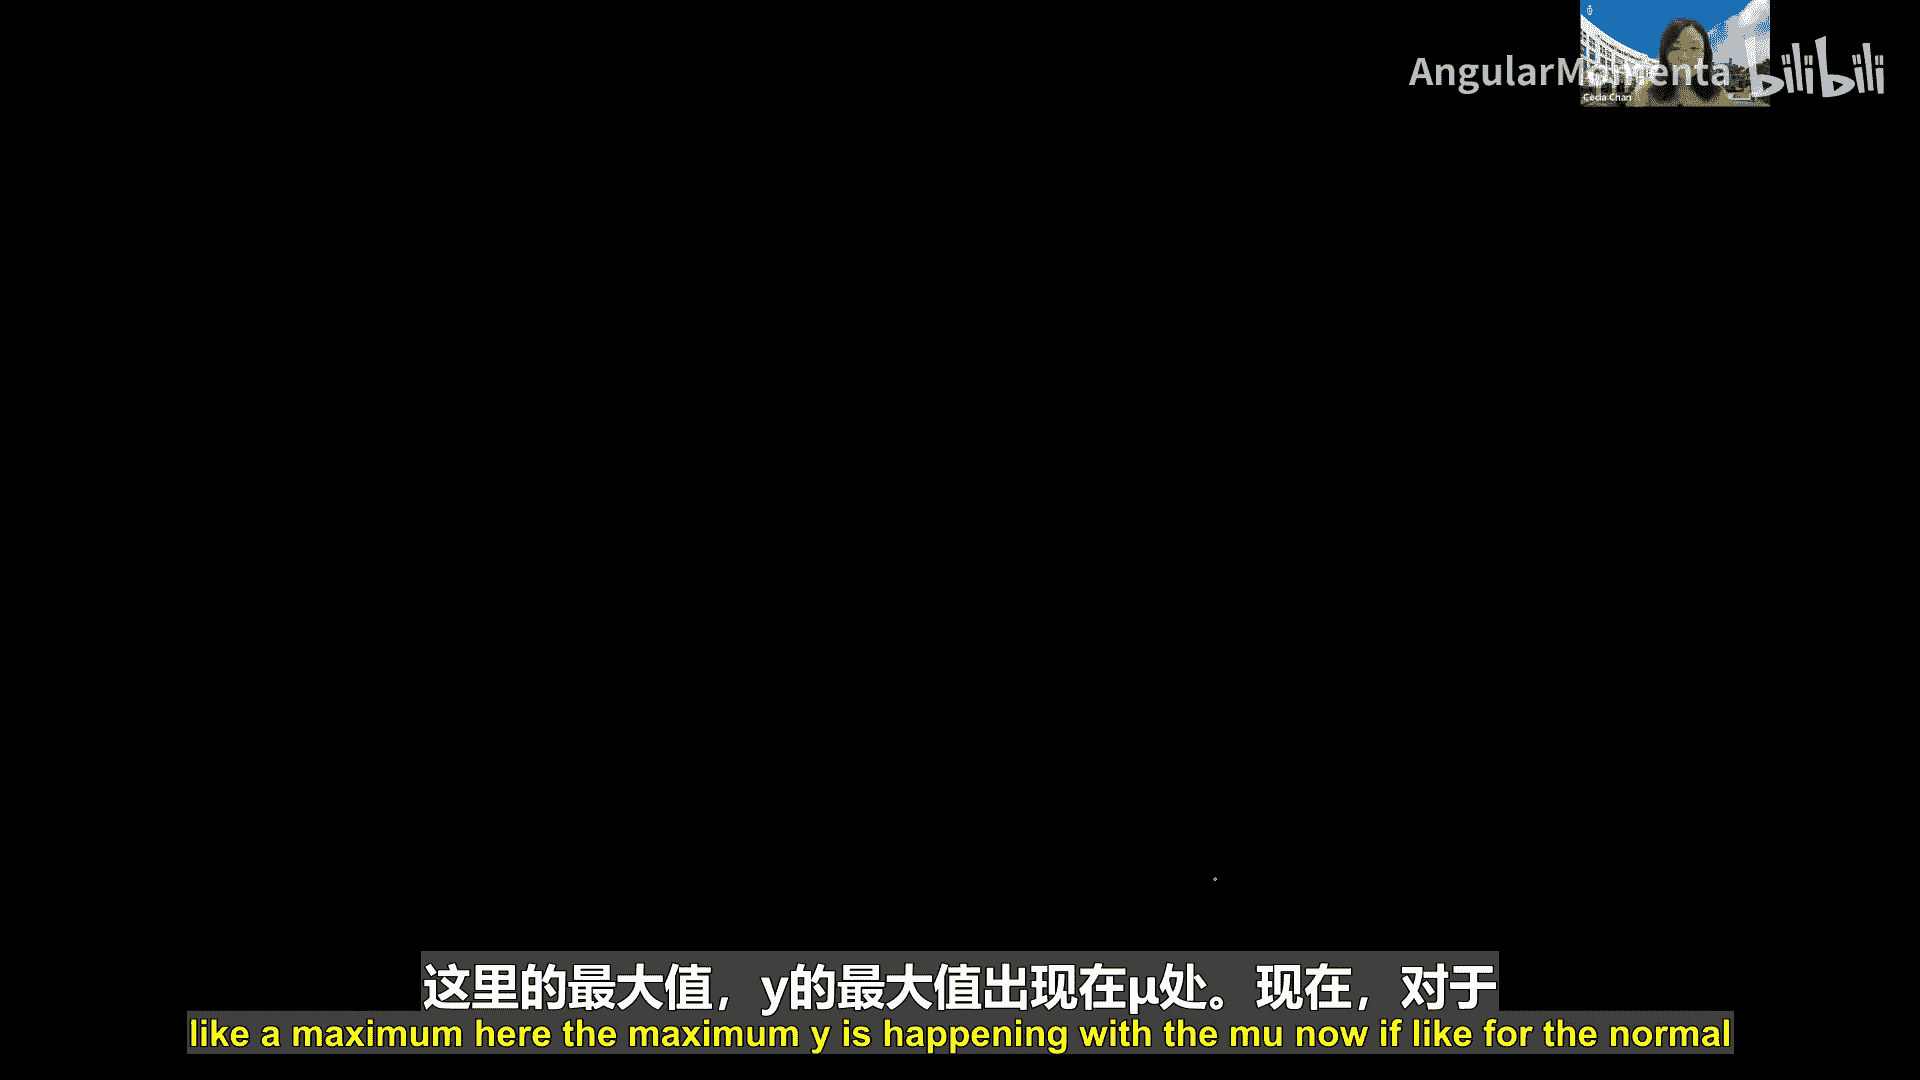 AngularMomenta bilibili
Cecia Chan
这里的最大值，y的最大值出现在μ处。现在，对于
like a maximum here the maximum y is happening with the mu now if like for the normal